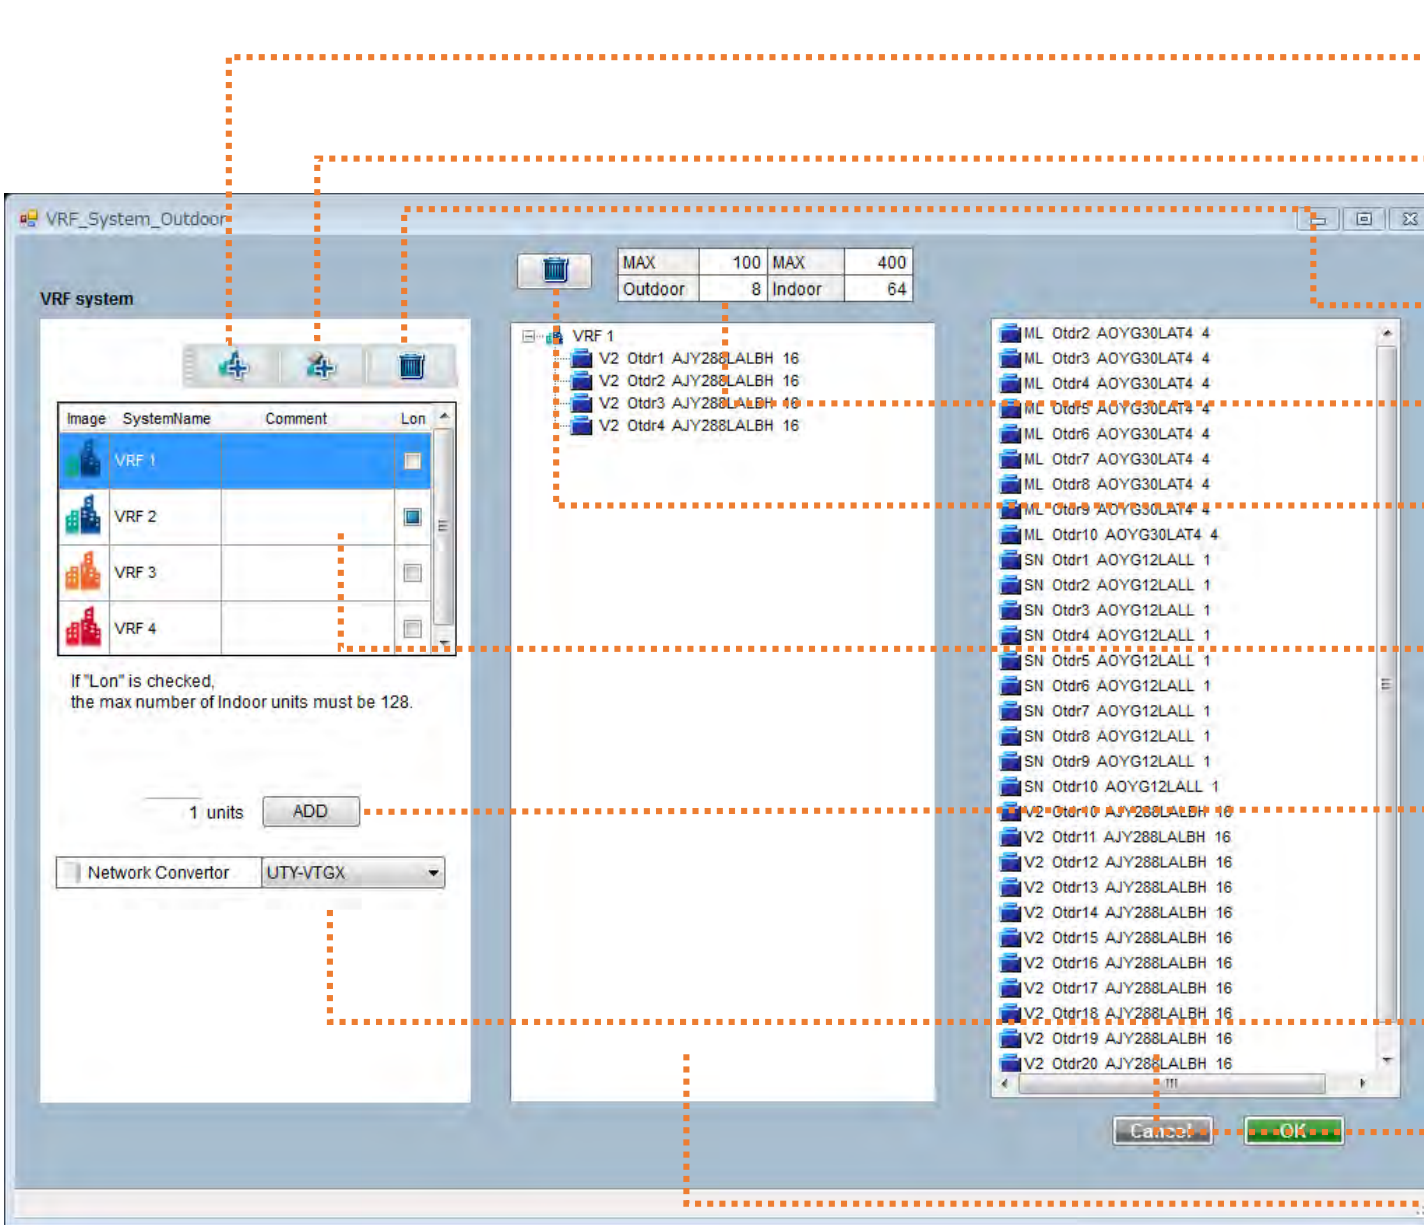 VRF_System_Outdoor
MAX 100 MAX 400
Outdoor 8 Indoor 64
VRF system
Image SystemName Comment Lon
VRF 1
VRF 2
VRF 3
VRF 4
If "Lon" is checked,
the max number of Indoor units must be 128.
1 units ADD
Network Convertor UTY-VTGX
VRF 1
V2 Otdr1 AJY288LALBH 16
V2 Otdr2 AJY288LALBH 16
V2 Otdr3 AJY288LALBH 16
V2 Otdr4 AJY288LALBH 16
ML Otdr2 AOYG30LAT4 4
ML Otdr3 AOYG30LAT4 4
ML Otdr4 AOYG30LAT4 4
ML Otdr5 AOYG30LAT4 4
ML Otdr6 AOYG30LAT4 4
ML Otdr7 AOYG30LAT4 4
ML Otdr8 AOYG30LAT4 4
ML Otdr9 AOYG30LAT4 4
ML Otdr10 AOYG30LAT4 4
SN Otdr1 AOYG12LALL 1
SN Otdr2 AOYG12LALL 1
SN Otdr3 AOYG12LALL 1
SN Otdr4 AOYG12LALL 1
SN Otdr5 AOYG12LALL 1
SN Otdr6 AOYG12LALL 1
SN Otdr7 AOYG12LALL 1
SN Otdr8 AOYG12LALL 1
SN Otdr9 AOYG12LALL 1
SN Otdr10 AOYG12LALL 1
V2 Otdr10 AJY288LALBH 16
V2 Otdr11 AJY288LALBH 16
V2 Otdr12 AJY288LALBH 16
V2 Otdr13 AJY288LALBH 16
V2 Otdr14 AJY288LALBH 16
V2 Otdr15 AJY288LALBH 16
V2 Otdr16 AJY288LALBH 16
V2 Otdr17 AJY288LALBH 16
V2 Otdr18 AJY288LALBH 16
V2 Otdr19 AJY288LALBH 16
V2 Otdr20 AJY288LALBH 16
Cancel OK